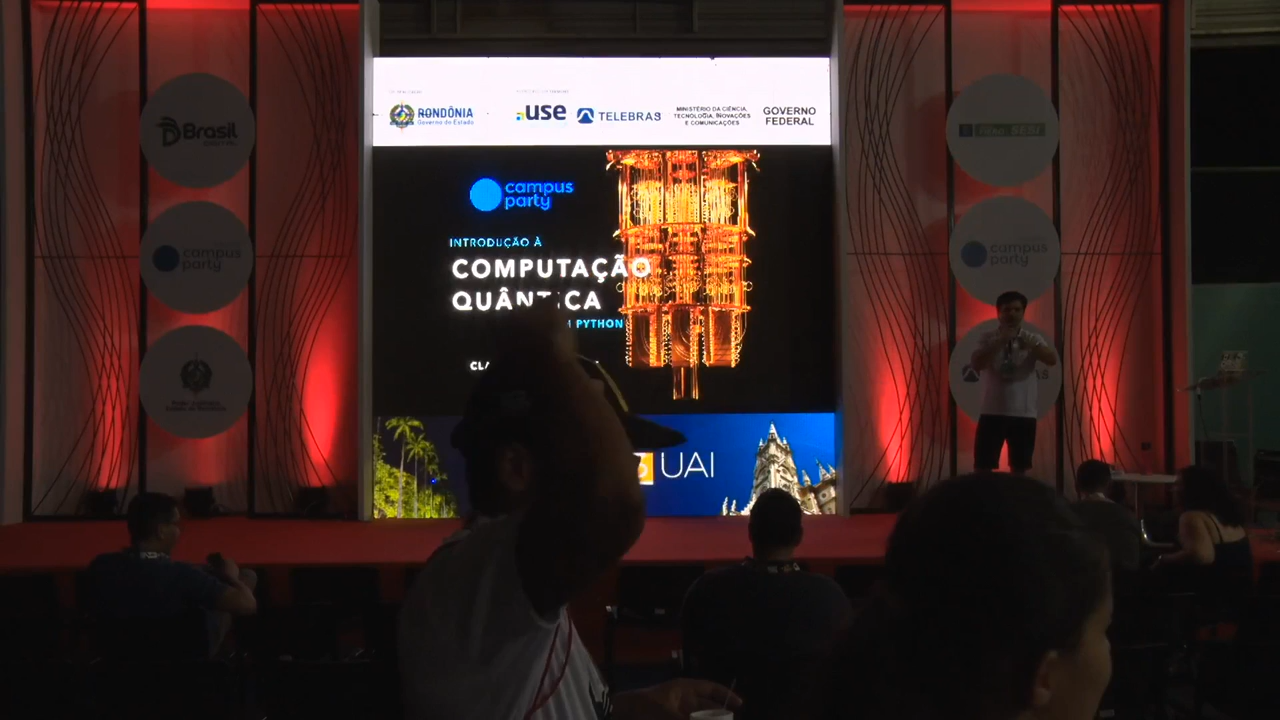 RONDÔNIA
Governo do Estado
use
TELEBRAS
MINISTÉRIO DA CIÊNCIA,
TECNOLOGIA, INOVAÇÕES
E COMUNICAÇÕES
GOVERNO
FEDERAL
Brasil
campus
party
campus
party
INTRODUÇÃO À
COMPUTAÇÃO
QUÂNTICA
PYTHON
campus
party
UAI